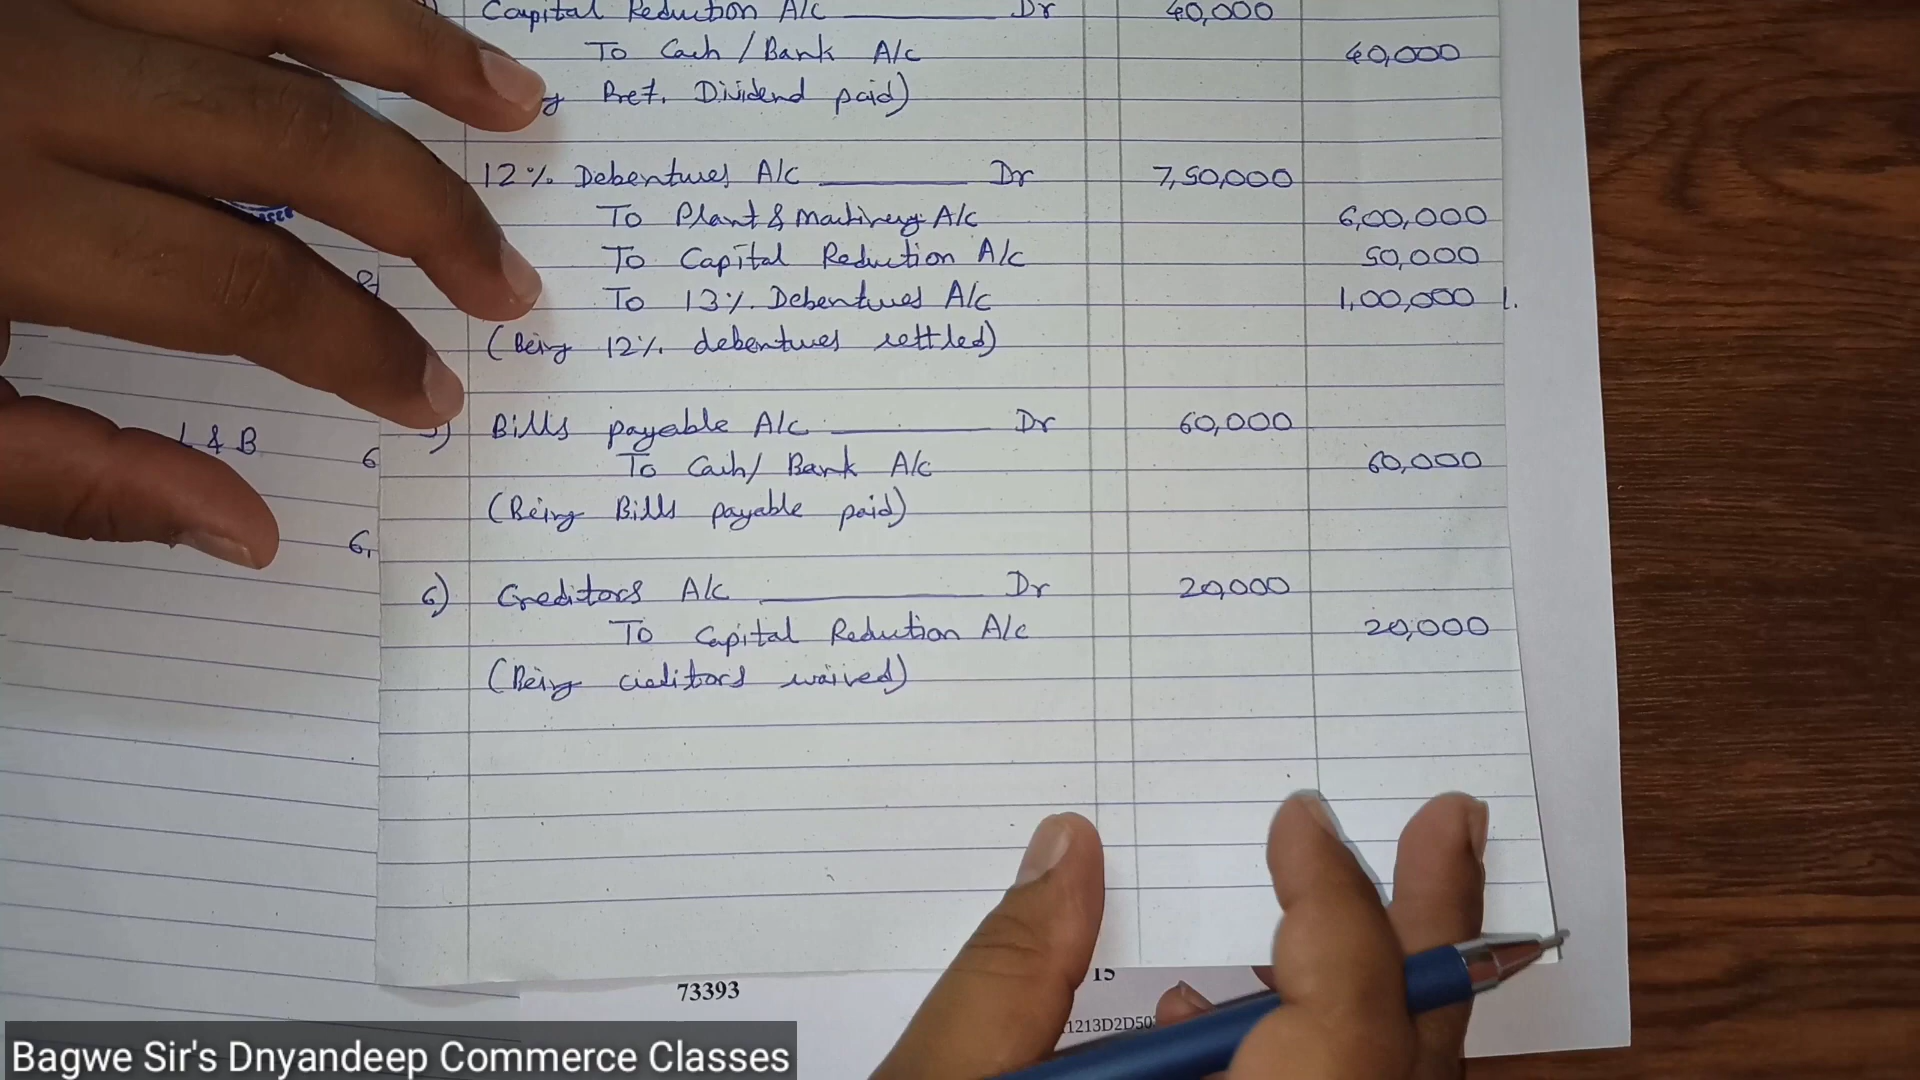 Capital Reduction A/c Dr 40,000
To Cash / Bank A/c 40,000
Pref. Dividend paid)
12% Debentures A/c Dr 7,50,000
To Plant & Machinery A/c 6,00,000
To Capital Reduction A/c 50,000
To 13% Debentures A/c 1,00,000
(Being 12% debentures settled)
Bills payable A/c Dr 60,000
To Cash/ Bank A/c 60,000
(Being Bills payable paid)
6) Creditors A/c Dr 20,000
To Capital Reduction A/c 20,000
(Being creditors waived)
L & B 6
6,
73393
15
1213D2D50
Bagwe Sir's Dnyandeep Commerce Classes